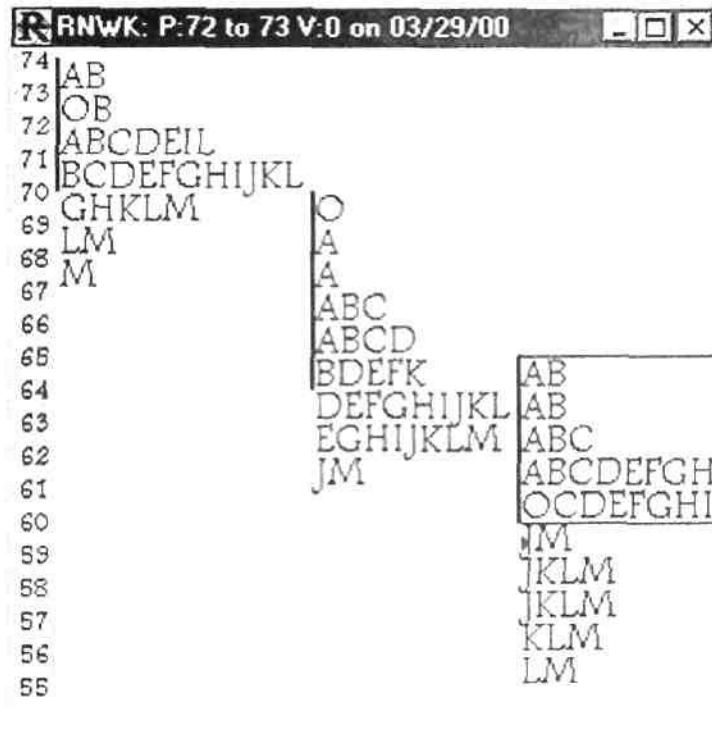 RNWK: P:72 to 73 V:0 on 03/29/00
74 AB
73 OB
72 ABCDEIL
71 BCDEFGHIJKL
70 GHKLM O
69 LM A
68 M A
67 ABC
66 ABCD
65 BDEFK AB
64 DEFGHIJKL AB
63 EGHIJKLM ABC
62 JM ABCDEFGH
61 OCDEFGHI
60 JM
59 JKLM
58 JKLM
57 KLM
56 LM
55